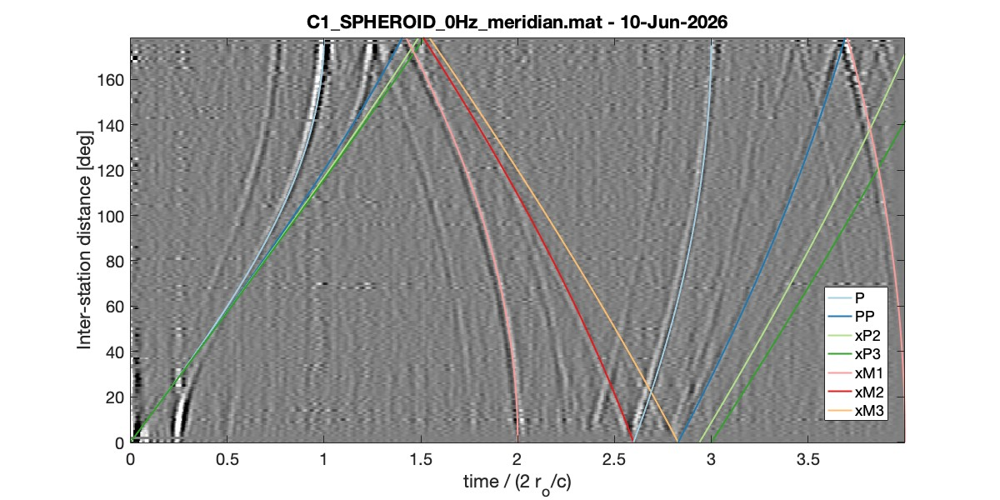 C1_SPHEROID_0Hz_meridian.mat - 10-Jun-2026
Inter-station distance [deg]
160
140
120
100
80
60
40
20
0
0 0.5 1 1.5 2 2.5 3 3.5
time / (2 r_o/c)
P
PP
xP2
xP3
xM1
xM2
xM3